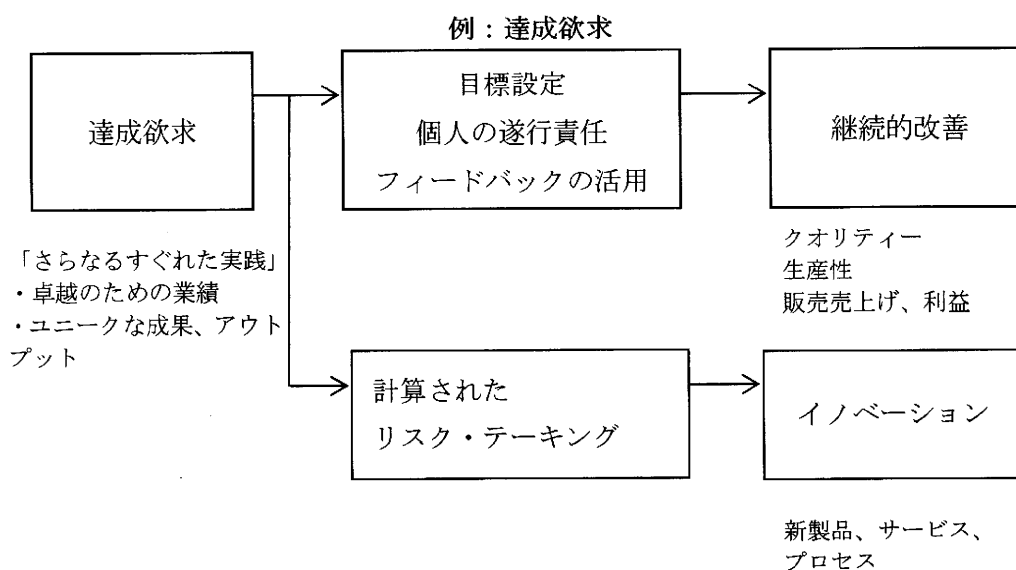 例：達成欲求
達成欲求
「さらなるすぐれた実践」
・卓越のための業績
・ユニークな成果、アウト
プット
目標設定
個人の遂行責任
フィードバックの活用
継続的改善
クオリティー
生産性
販売売上げ、利益
計算された
リスク・テーキング
イノベーション
新製品、サービス、
プロセス